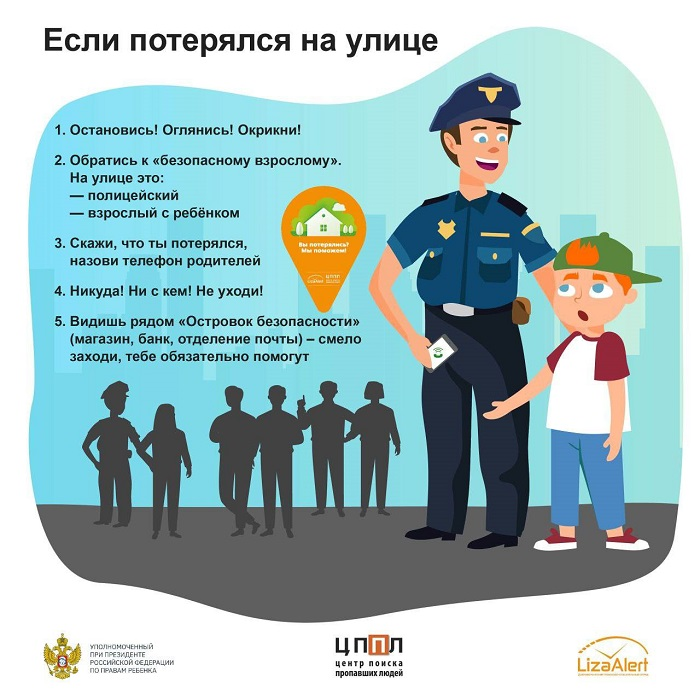 Если потерялся на улице
1. Остановись! Оглянись! Окрикни!
2. Обратись к «безопасному взрослому».
На улице это:
— полицейский
— взрослый с ребёнком
Вы потерялись?
Мы поможем!
LizaAlert ЦППЛ
3. Скажи, что ты потерялся,
назови телефон родителей
4. Никуда! Ни с кем! Не уходи!
5. Видишь рядом «Островок безопасности»
(магазин, банк, отделение почты) – смело
заходи, тебе обязательно помогут
УПОЛНОМОЧЕННЫЙ
ПРИ ПРЕЗИДЕНТЕ
РОССИЙСКОЙ ФЕДЕРАЦИИ
ПО ПРАВАМ РЕБЕНКА
ЦППЛ
центр поиска
пропавших людей
LizaAlert